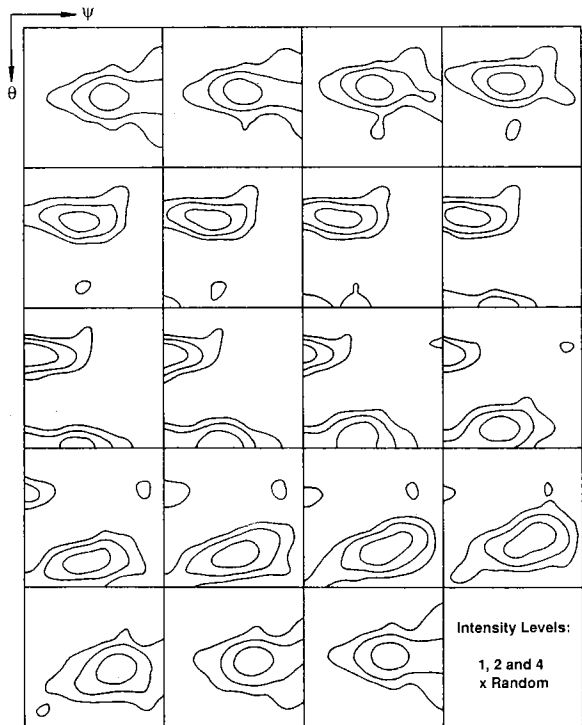 ψ
θ
Intensity Levels:
1, 2 and 4
x Random